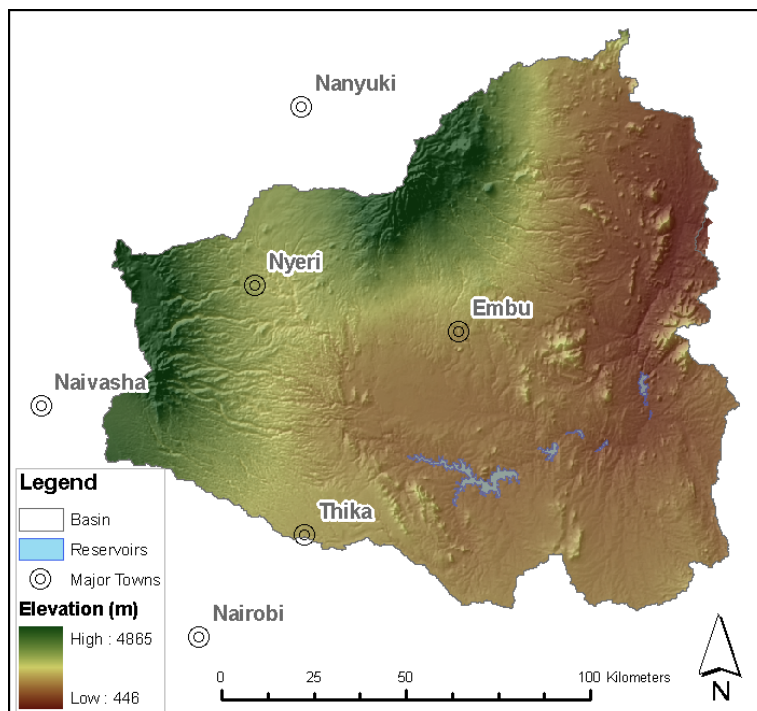 Nanyuki
Nyeri
Embu
Naivasha
Thika
Nairobi
Legend
Basin
Reservoirs
Major Towns
Elevation (m)
High : 4865
Low : 446
0 25 50 100 Kilometers
N